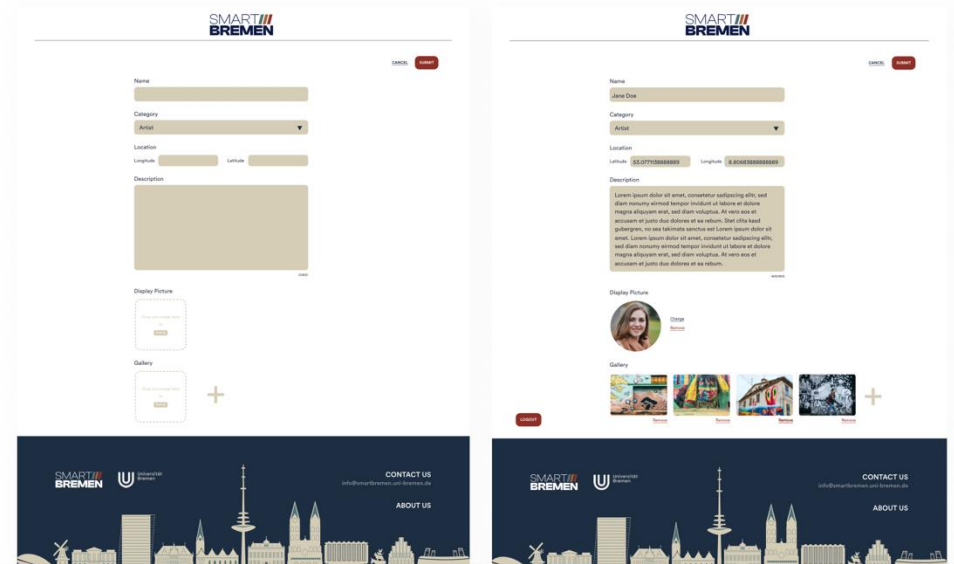 SMART
BREMEN
CANCEL
SUBMIT
Name
Category
Artist
Location
Longitude
Latitude
Description
Display Picture
Gallery
SMART
BREMEN
Universität
Bremen
CONTACT US
info@smartbremen.uni-bremen.de
ABOUT US
SMART
BREMEN
CANCEL
SUBMIT
Name
Jane Doe
Category
Artist
Location
Latitude
Longitude
Description
Lorem ipsum dolor sit amet, consetetur sadipscing elitr, sed
diam nonumy eirmod tempor invidunt ut labore et dolore
magna aliquyam erat, sed diam voluptua. At vero eos et
accusam et justo duo dolores et ea rebum. Stet clita kasd
gubergren, no sea takimata sanctus est Lorem ipsum dolor sit
amet. Lorem ipsum dolor sit amet, consetetur sadipscing elitr,
sed diam nonumy eirmod tempor invidunt ut labore et dolore
magna aliquyam erat, sed diam voluptua. At vero eos et
accusam et justo duo dolores et ea rebum.
Display Picture
Change
Remove
Gallery
Remove
Remove
Remove
Remove
LOGOUT
SMART
BREMEN
Universität
Bremen
CONTACT US
info@smartbremen.uni-bremen.de
ABOUT US